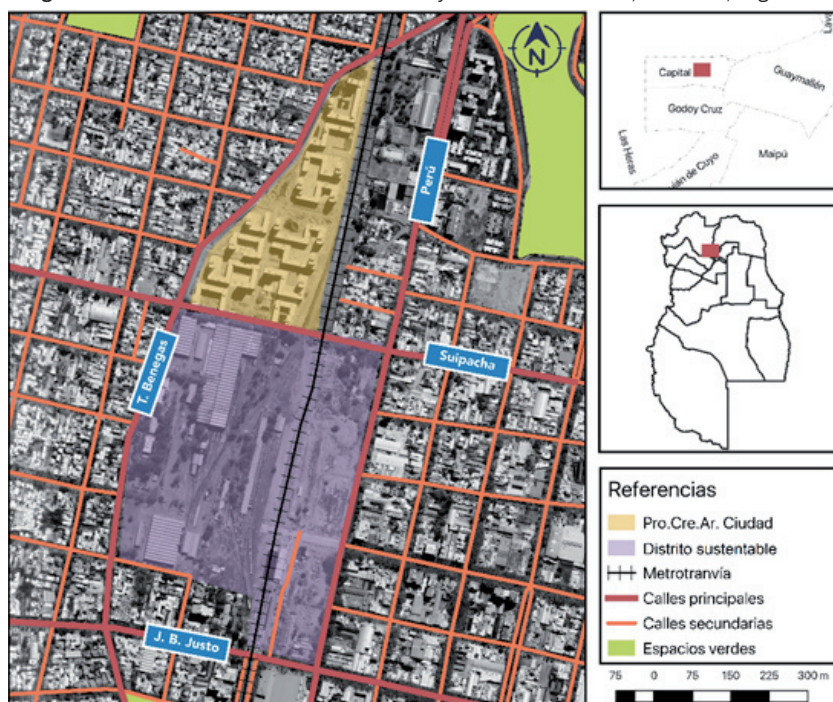 N
Perú
Suipacha
T. Benegas
J. B. Justo
Capital
Guaymallén
Godoy Cruz
Las Heras
Maipú
Referencias
Pro.Cre.Ar. Ciudad
Distrito sustentable
Metrotranvía
Calles principales
Calles secundarias
Espacios verdes
75 0 75 150 225 300 m